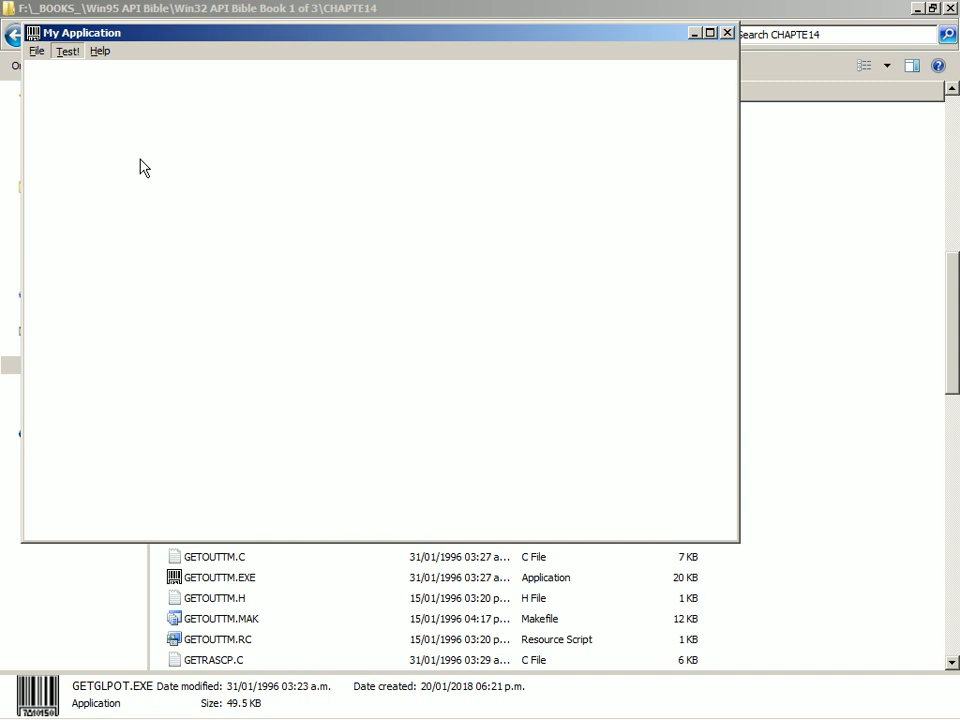 F:\_BOOKS_\Win95 API Bible\Win32 API Bible Book 1 of 3\CHAPTE14
My Application
Search CHAPTE14
File Test! Help
GETOUTTM.C 31/01/1996 03:27 a... C File 7 KB
GETOUTTM.EXE 31/01/1996 03:27 a... Application 20 KB
GETOUTTM.H 15/01/1996 03:20 p... H File 1 KB
GETOUTTM.MAK 15/01/1996 04:17 p... Makefile 12 KB
GETOUTTM.RC 15/01/1996 03:20 p... Resource Script 1 KB
GETRASCP.C 31/01/1996 03:29 a... C File 6 KB
GETGLPOT.EXE Date modified: 31/01/1996 03:23 a.m. Date created: 20/01/2018 06:21 p.m.
Application Size: 49.5 KB